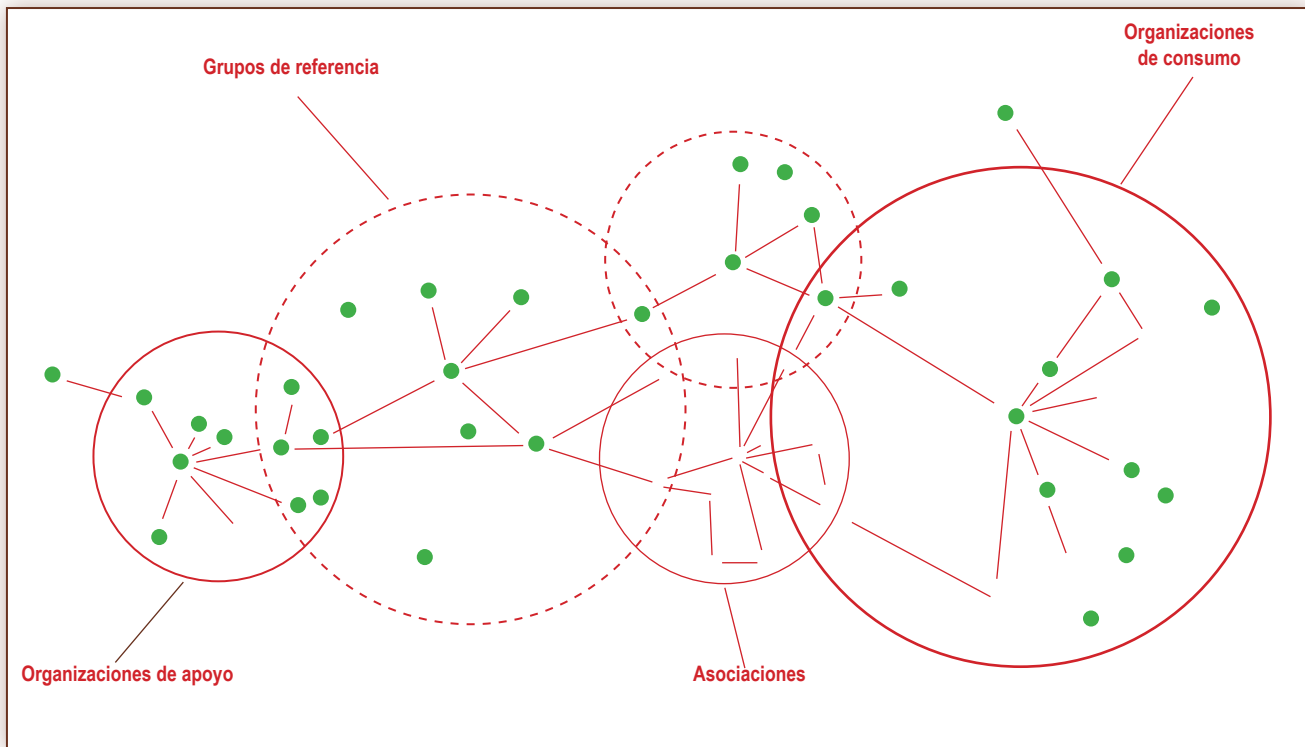 Organizaciones
de consumo
Grupos de referencia
Organizaciones de apoyo
Asociaciones